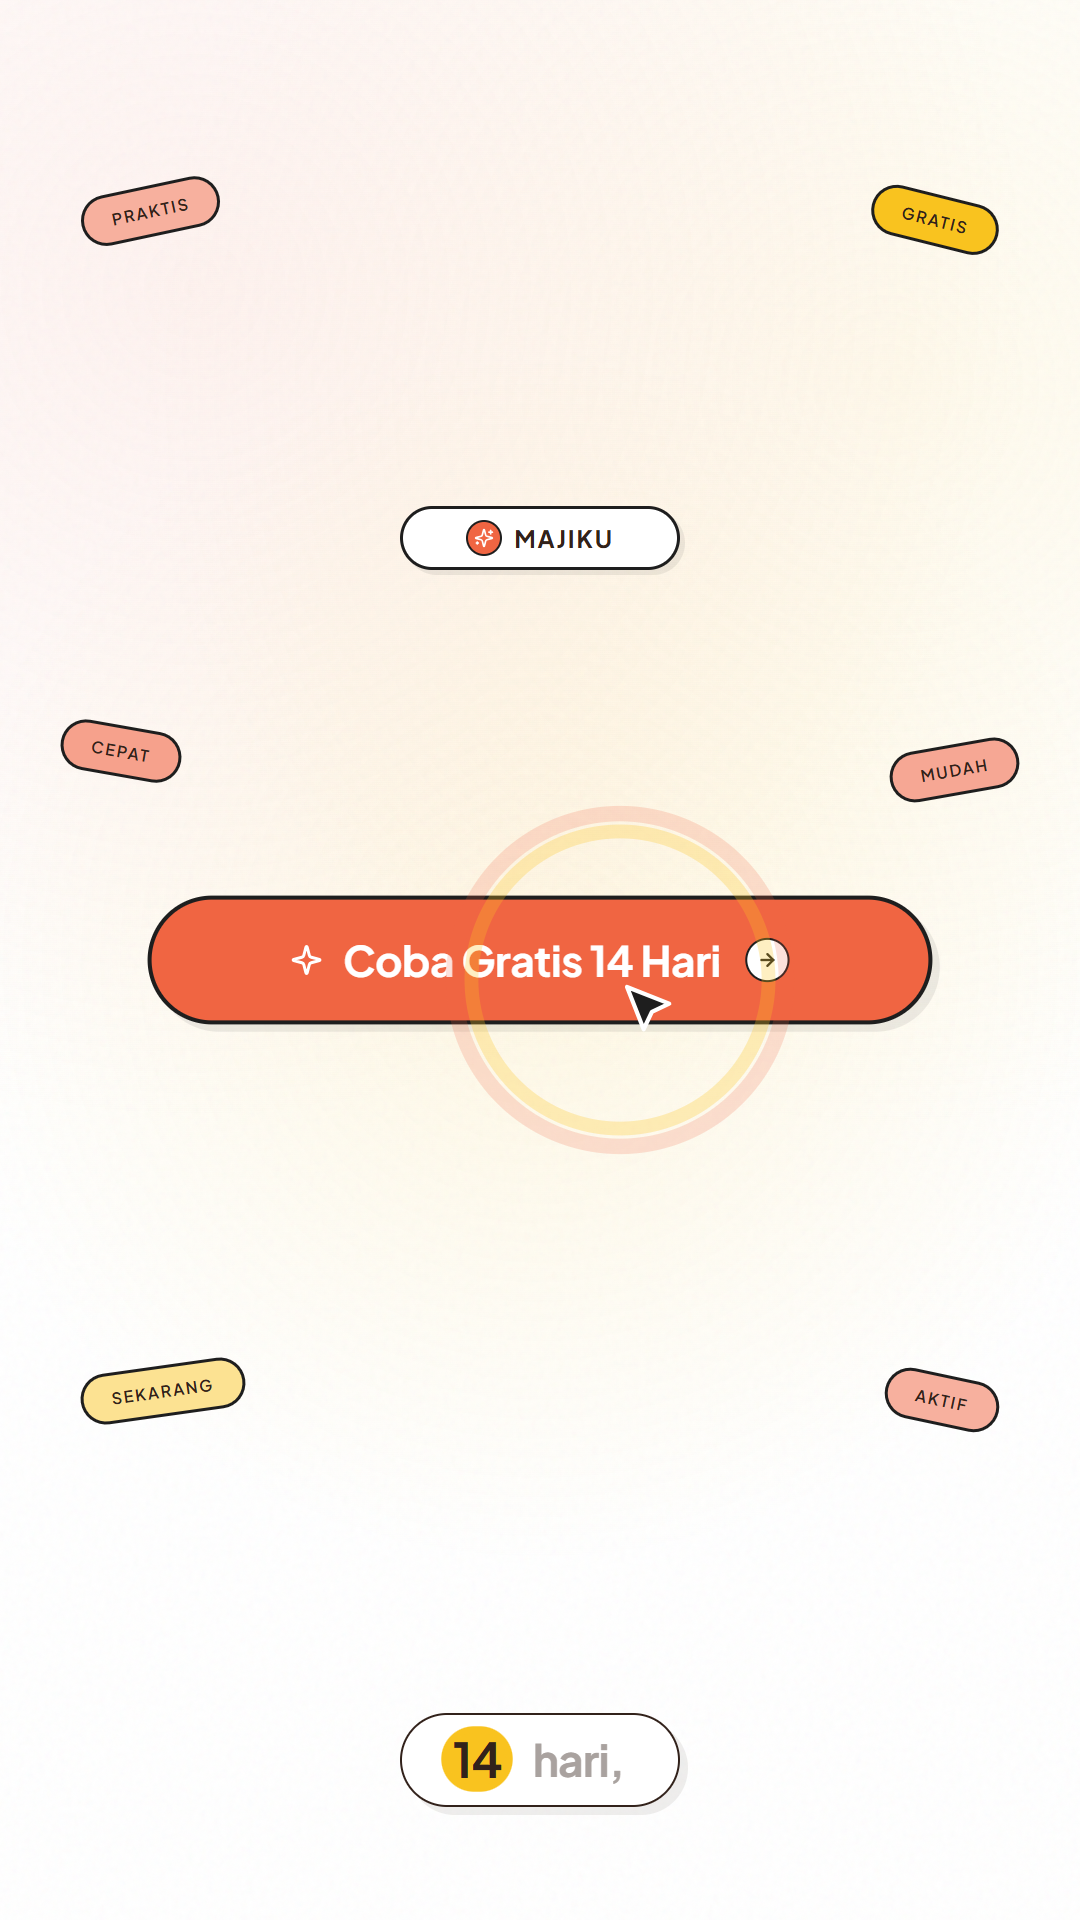 PRAKTIS
GRATIS
MAJIKU
CEPAT
MUDAH
Coba Gratis 14 Hari
SEKARANG
AKTIF
14 hari,